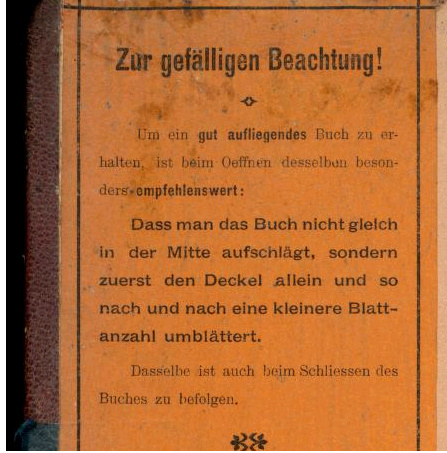 Zur gefälligen Beachtung!
Um ein gut aufliegendes Buch zu er-
halten, ist beim Oeffnen desselben beson-
ders empfehlenswert:
Dass man das Buch nicht gleich
in der Mitte aufschlägt, sondern
zuerst den Deckel allein und so
nach und nach eine kleinere Blatt-
anzahl umblättert.
Dasselbe ist auch beim Schliessen des
Buches zu befolgen.